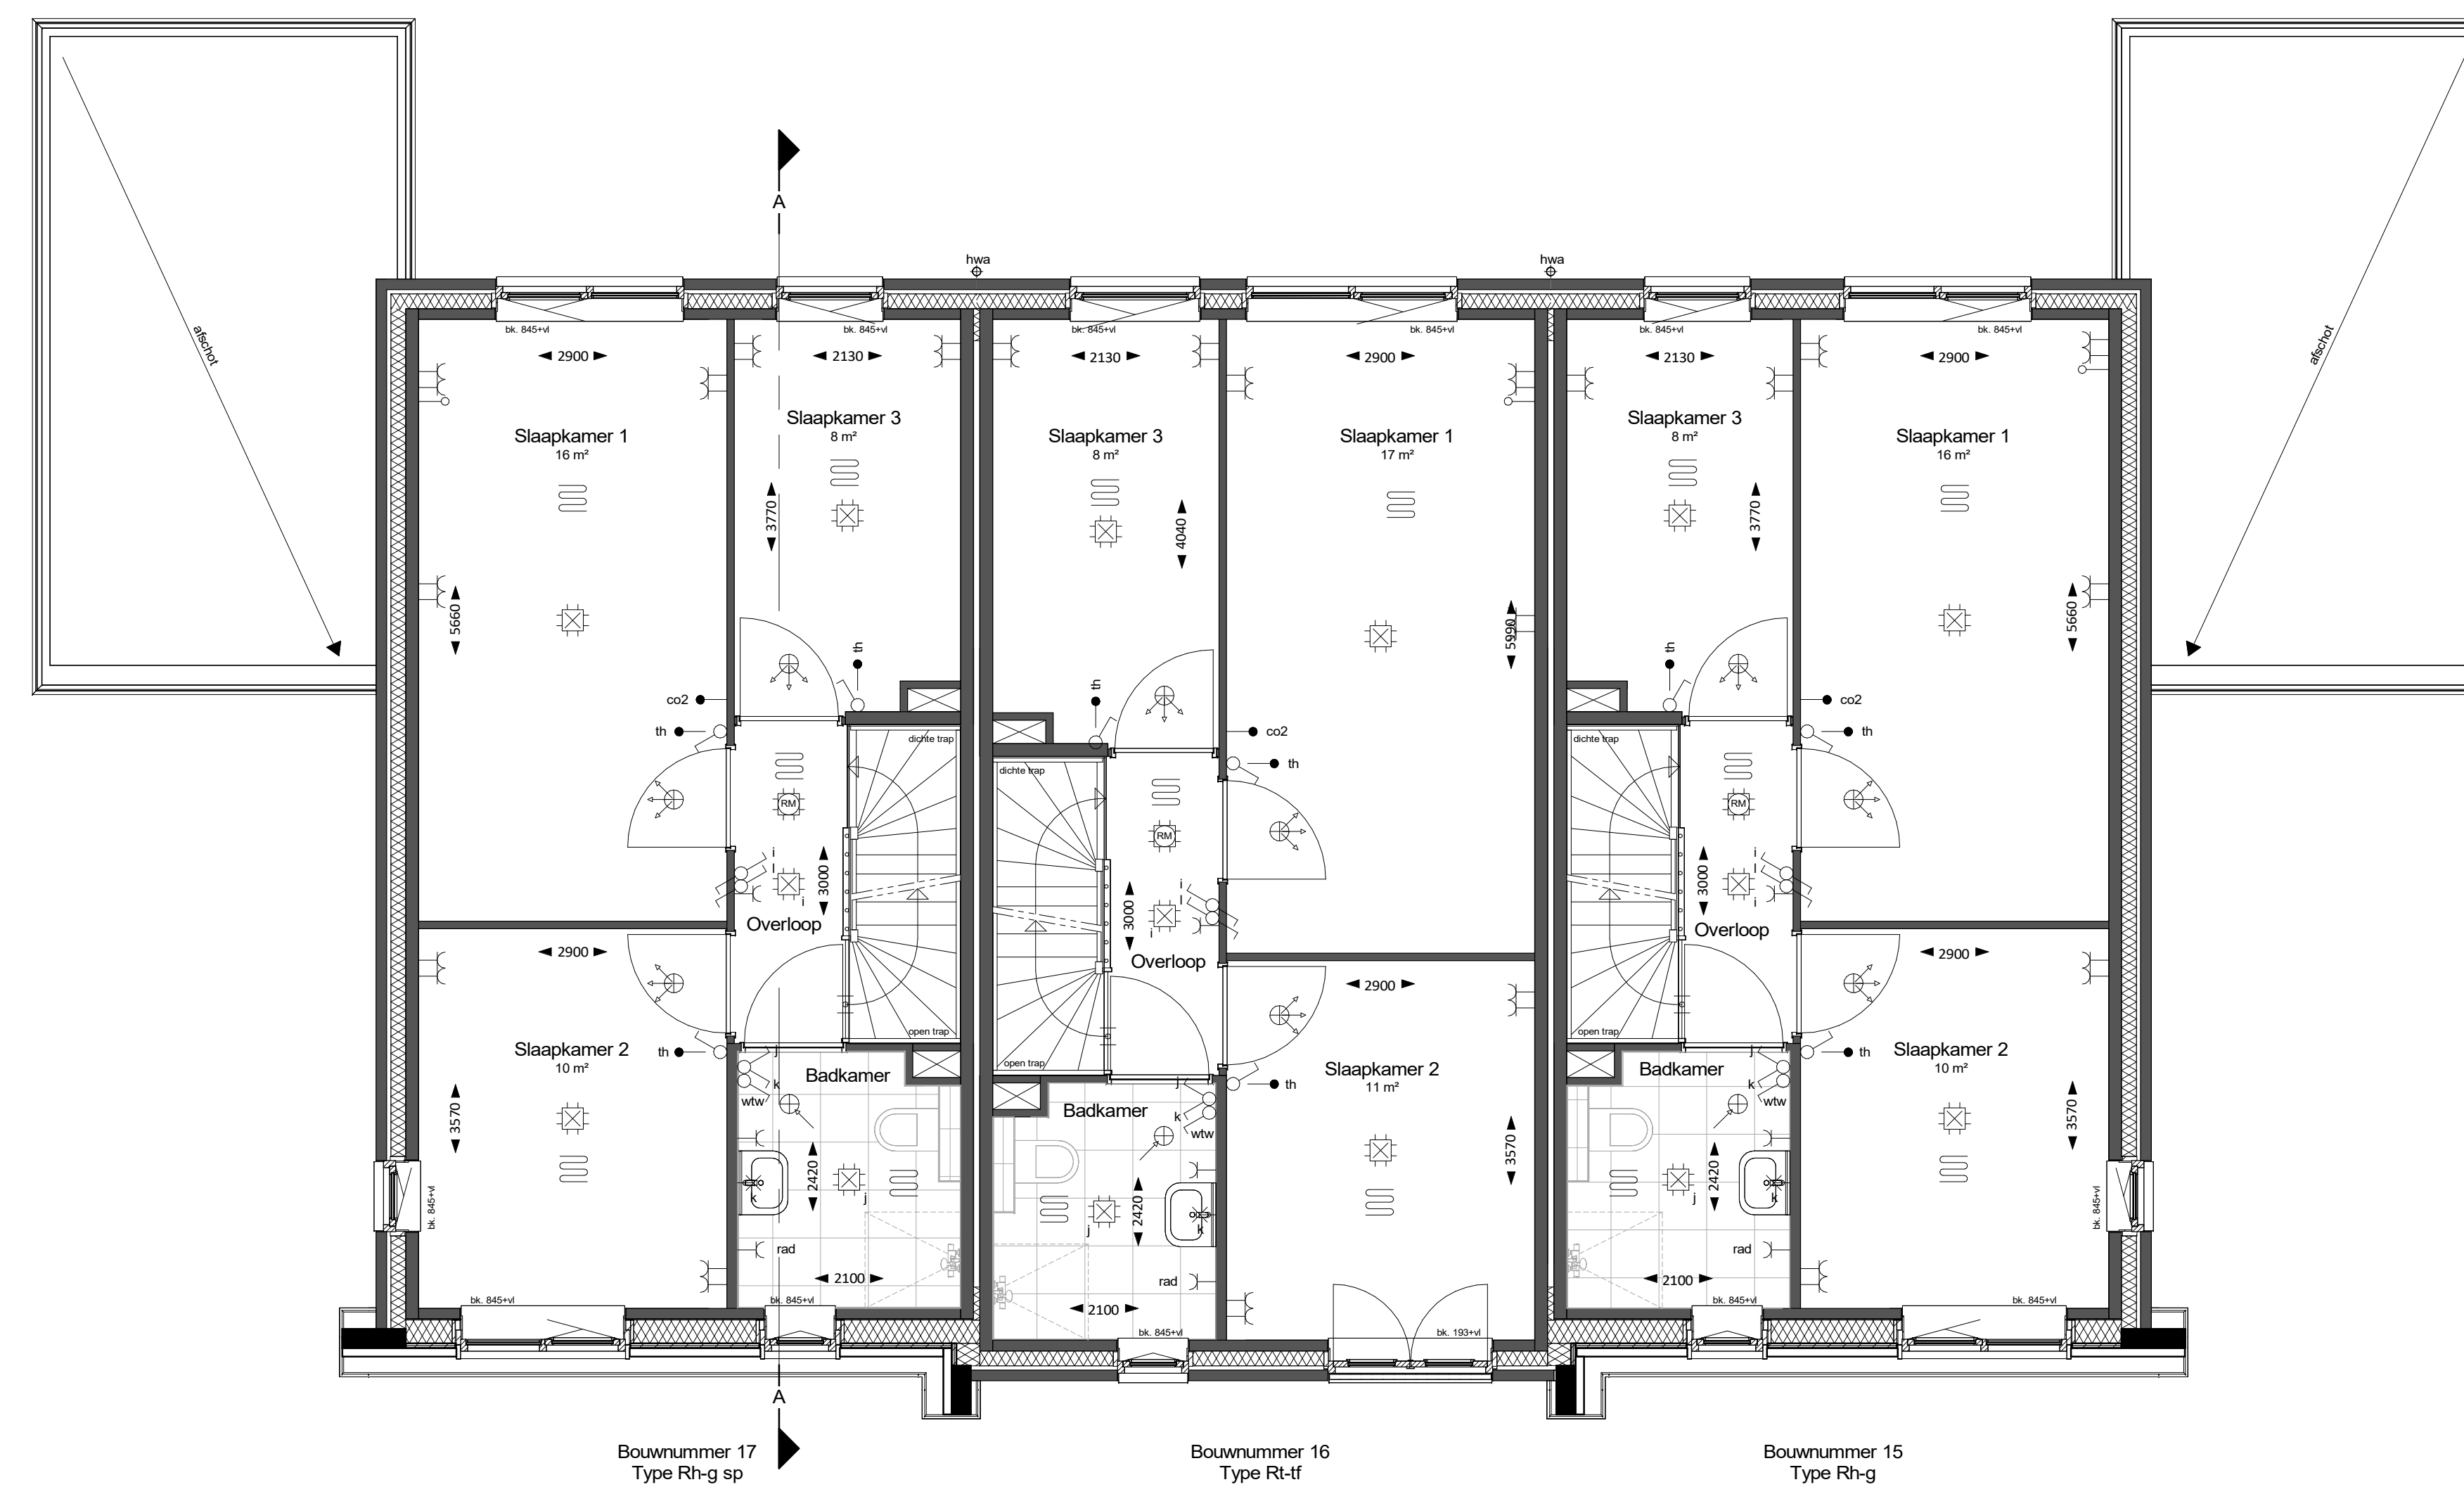 A
hwa
hwa
bk. 845+vl
bk. 845+vl
bk. 845+vl
bk. 845+vl
bk. 845+vl
bk. 845+vl
afschot
afschot
2900
2130
2130
2900
2130
2900
Slaapkamer 1
16 m²
Slaapkamer 3
8 m²
Slaapkamer 3
8 m²
Slaapkamer 1
17 m²
Slaapkamer 3
8 m²
Slaapkamer 1
16 m²
3770
4040
3770
5660
5990
5660
th
th
th
co2
th
co2
th
co2
th
dichte trap
dichte trap
dichte trap
RM
RM
RM
i
l
i
3000
Overloop
i
l
i
3000
Overloop
i
l
i
3000
Overloop
2900
2900
2900
open trap
open trap
open trap
Slaapkamer 2
10 m²
th
Slaapkamer 2
11 m²
th
Slaapkamer 2
10 m²
th
Badkamer
j
k
wtw
Badkamer
j
k
wtw
Badkamer
j
k
wtw
3570
2420
k
j
2420
k
j
3570
2420
k
j
3570
bk. 845+vl
bk. 845+vl
rad
rad
rad
2100
2100
2100
bk. 845+vl
bk. 845+vl
bk. 845+vl
bk. 193+vl
bk. 845+vl
bk. 845+vl
A
Bouwnummer 17
Type Rh-g sp
Bouwnummer 16
Type Rt-tf
Bouwnummer 15
Type Rh-g